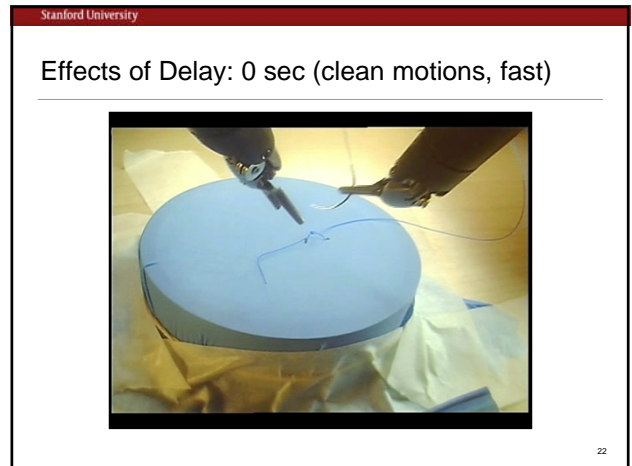 Stanford University
Effects of Delay: 0 sec (clean motions, fast)
22